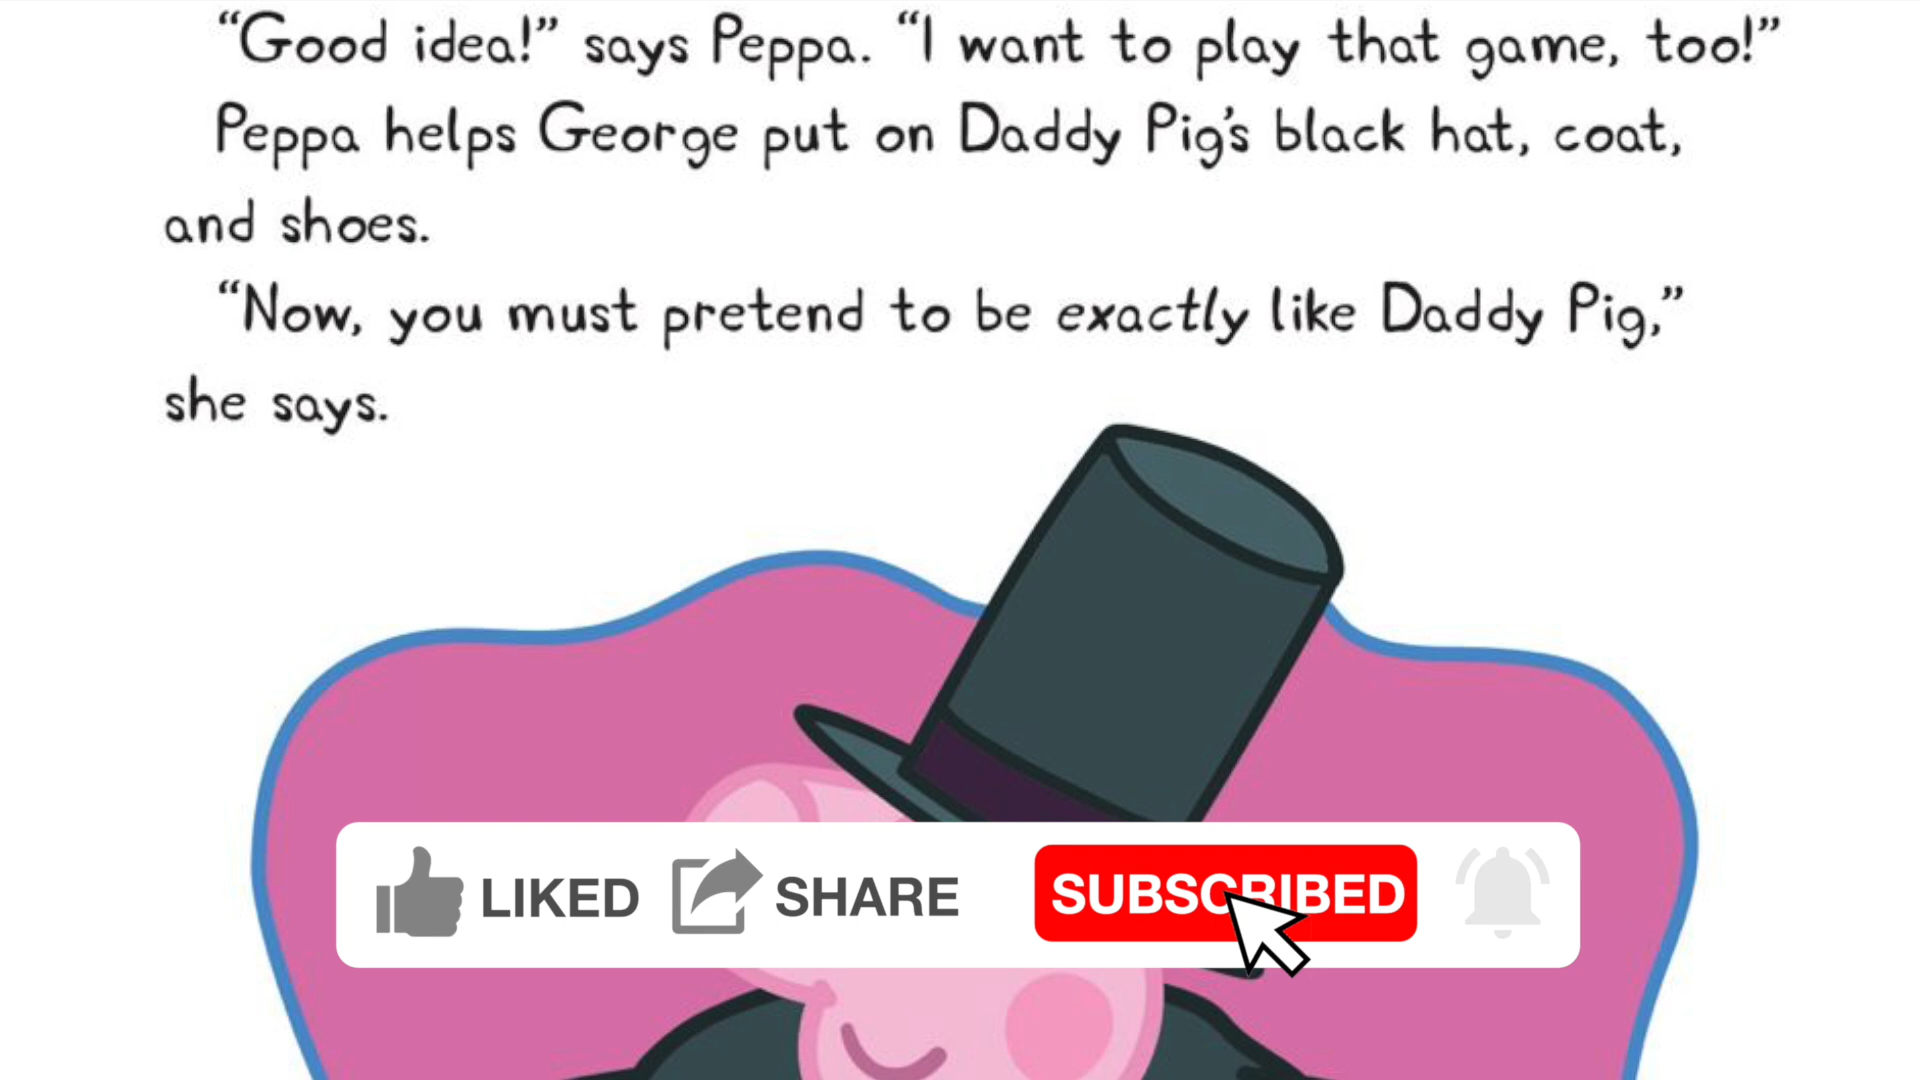 “Good idea!” says Peppa. “I want to play that game, too!”
Peppa helps George put on Daddy Pig’s black hat, coat,
and shoes.
“Now, you must pretend to be exactly like Daddy Pig,”
she says.
LIKED SHARE SUBSCRIBED